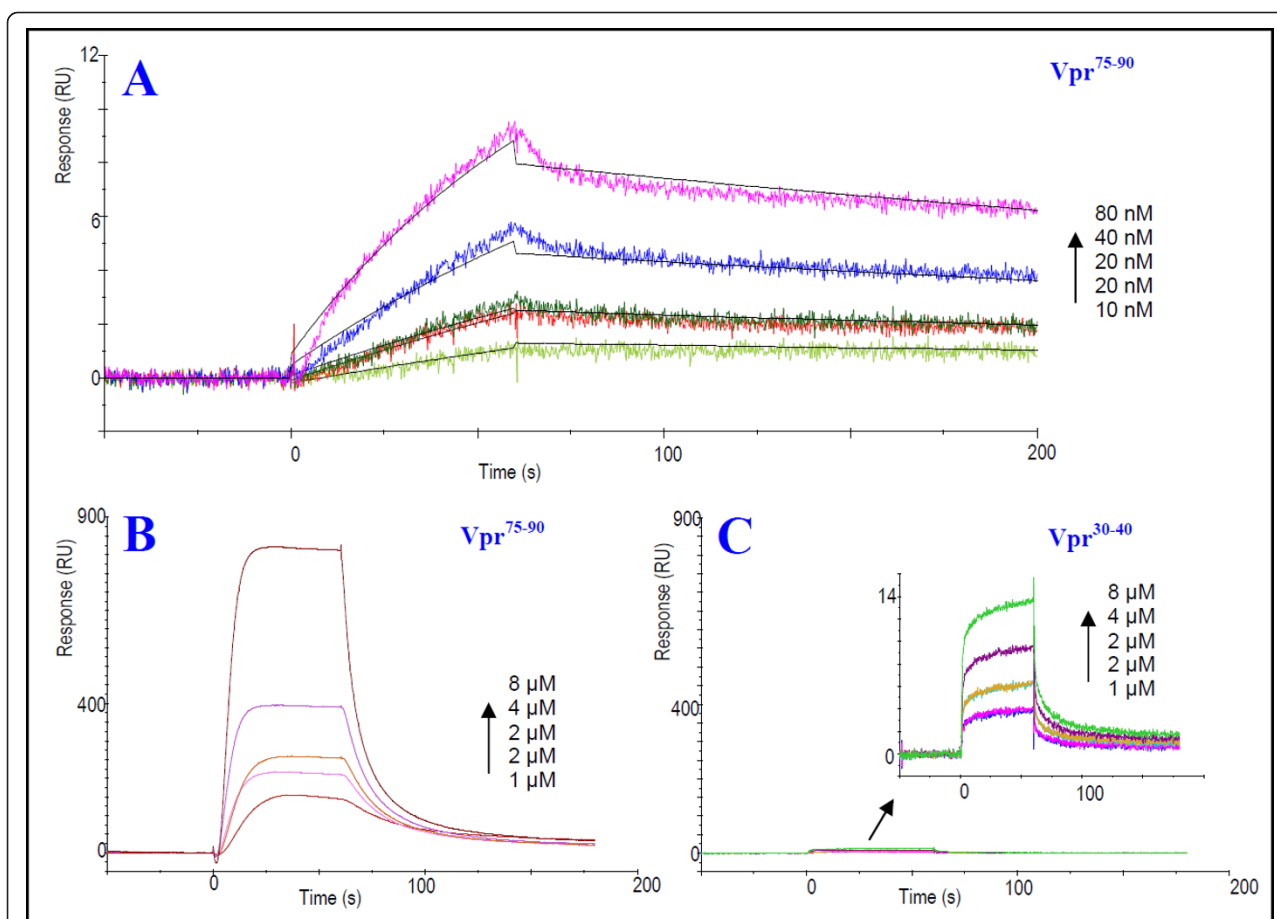 A
Vpr75-90
Response (RU)
12
6
0
80 nM
40 nM
20 nM
20 nM
10 nM
0
100
200
Time (s)
B
Vpr75-90
Response (RU)
900
400
0
8 µM
4 µM
2 µM
2 µM
1 µM
0
100
200
Time (s)
C
Vpr30-40
Response (RU)
900
400
0
14
0
0
100
8 µM
4 µM
2 µM
2 µM
1 µM
0
100
200
Time (s)